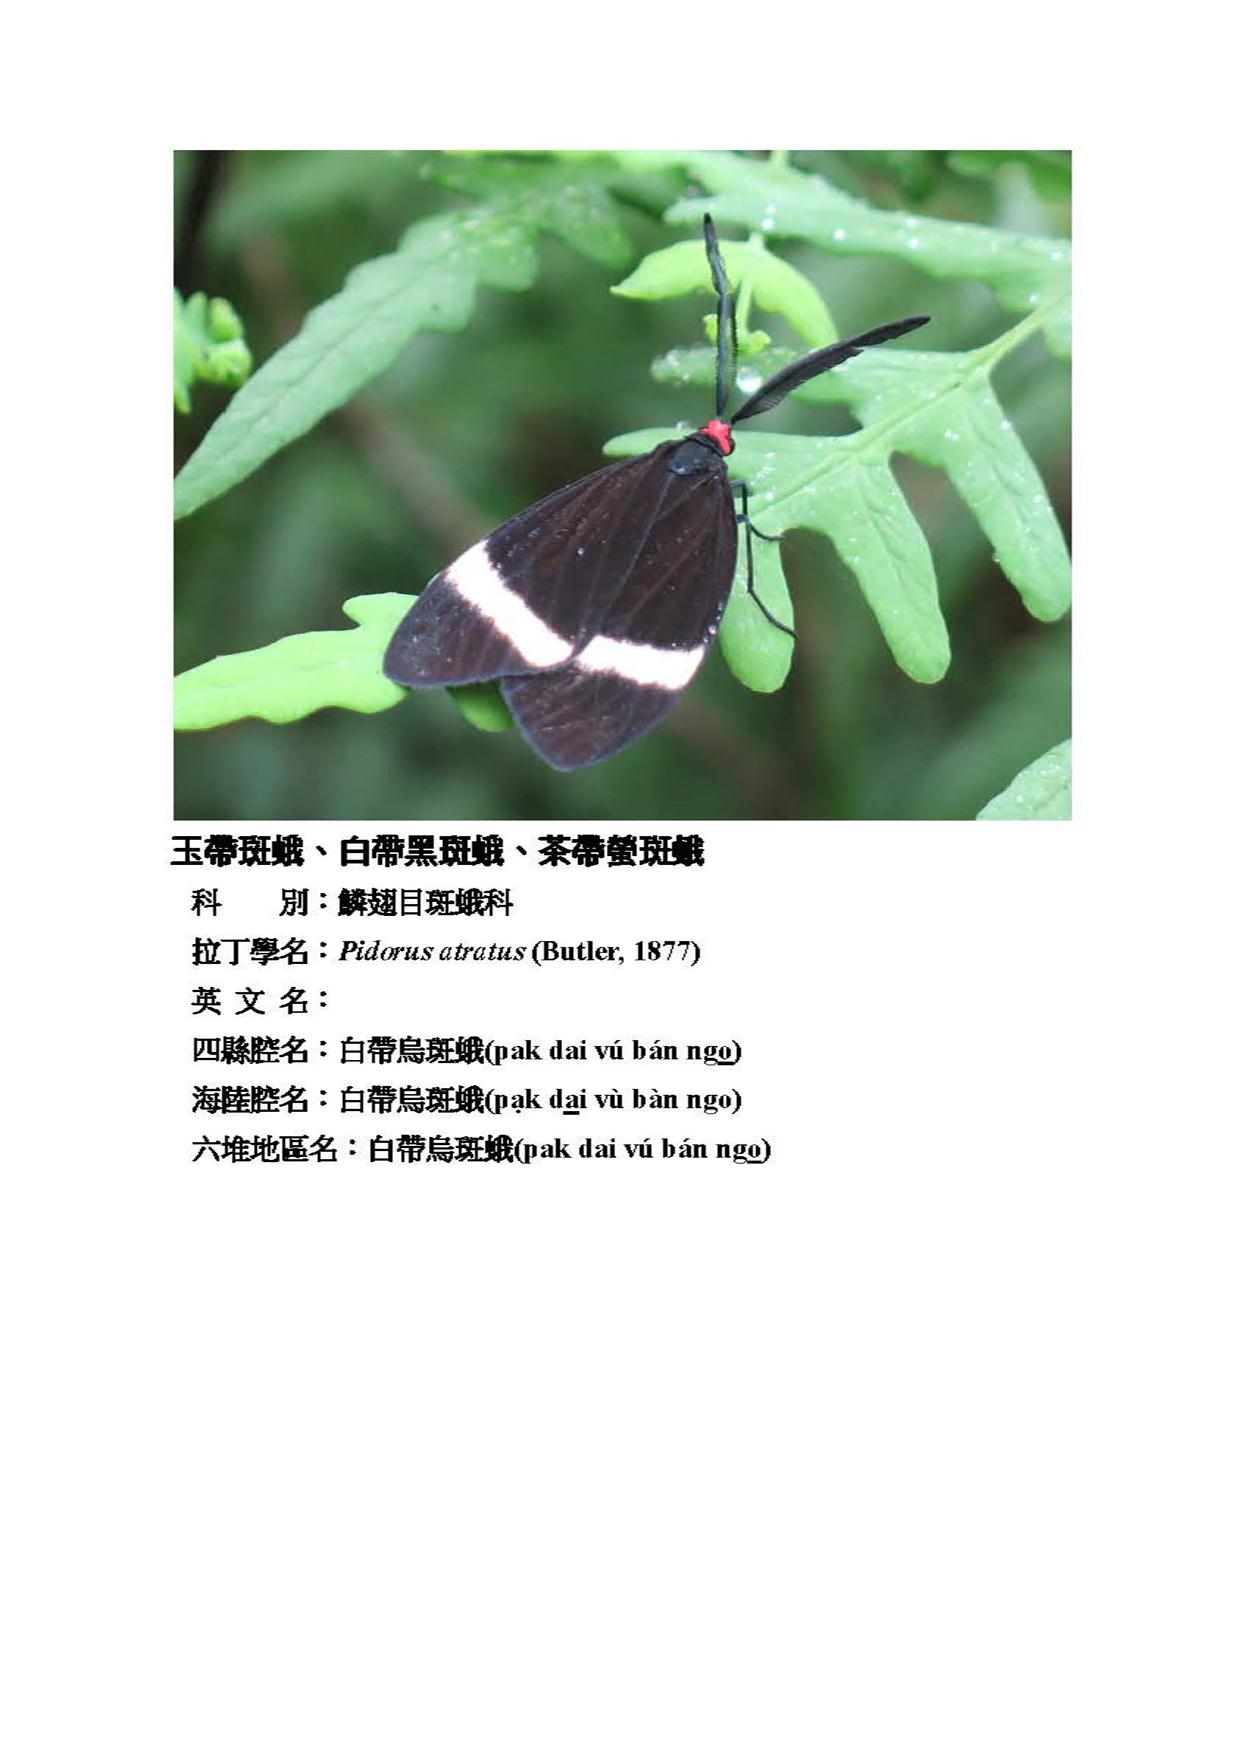 玉帶斑蛾、白帶黑斑蛾、茶帶螢斑蛾
科　　別：鱗翅目斑蛾科
拉丁學名：Pidorus atratus (Butler, 1877)
英 文 名：
四縣腔名：白帶烏斑蛾(pak dai vú bán ngo̲)
海陸腔名：白帶烏斑蛾(pạk da̲i vù bàn ngo)
六堆地區名：白帶烏斑蛾(pak dai vú bán ngo̲)